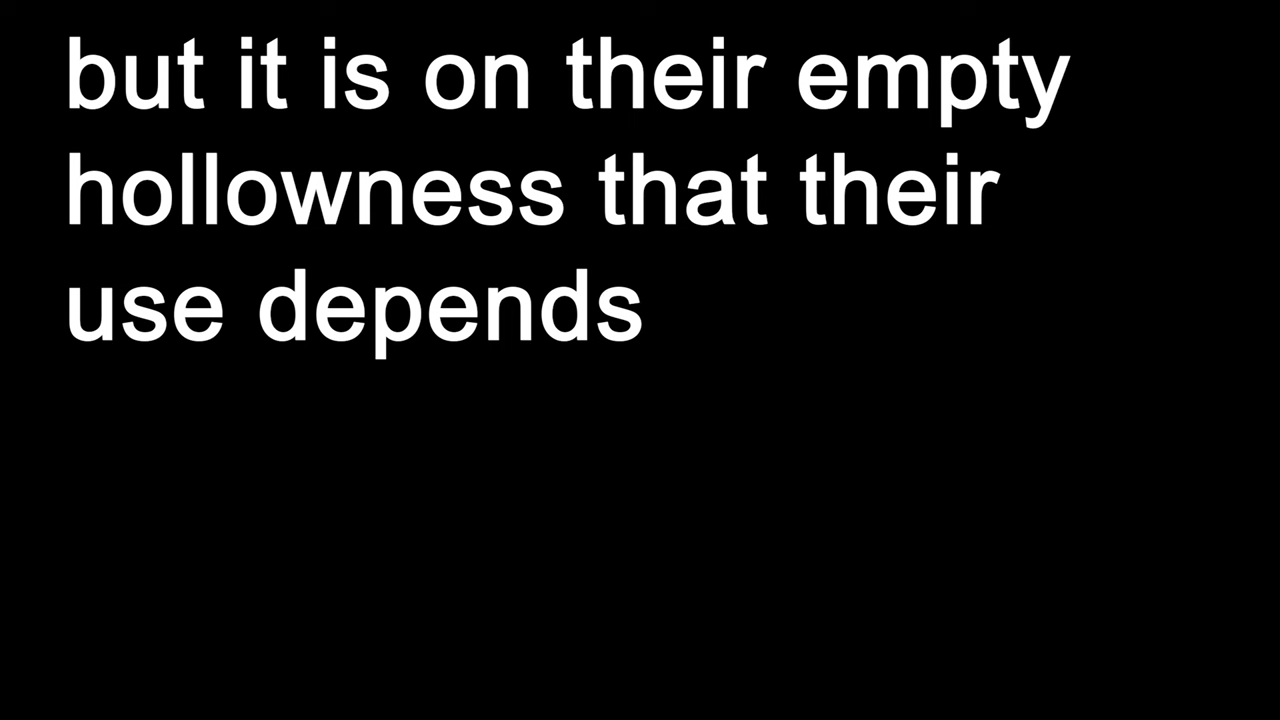 but it is on their empty
hollowness that their
use depends